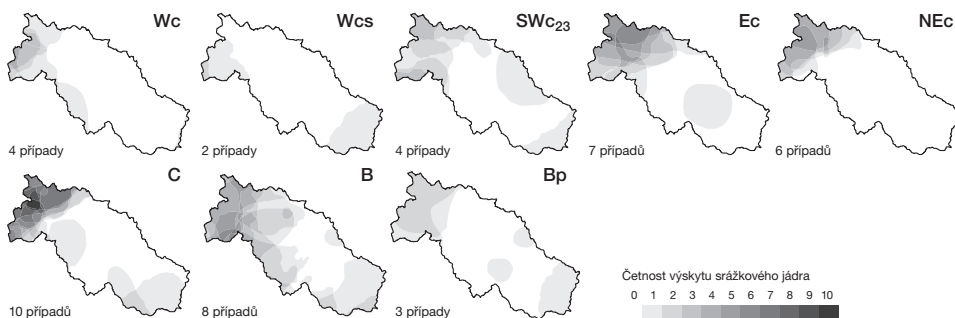 Wc
4 případy
Wcs
2 případy
SWc23
4 případy
Ec
7 případů
NEc
6 případů
C
10 případů
B
8 případů
Bp
3 případy
Četnost výskytu srážkového jádra
0 1 2 3 4 5 6 7 8 9 10